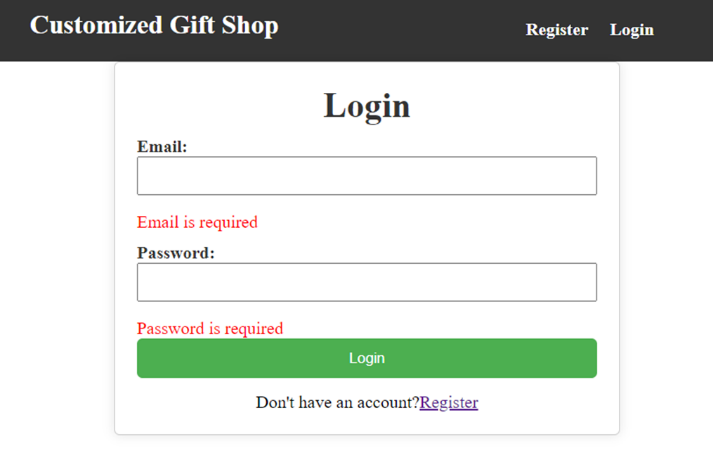 Customized Gift Shop
Register Login
Login
Email:
Email is required
Password:
Password is required
Login
Don't have an account?Register